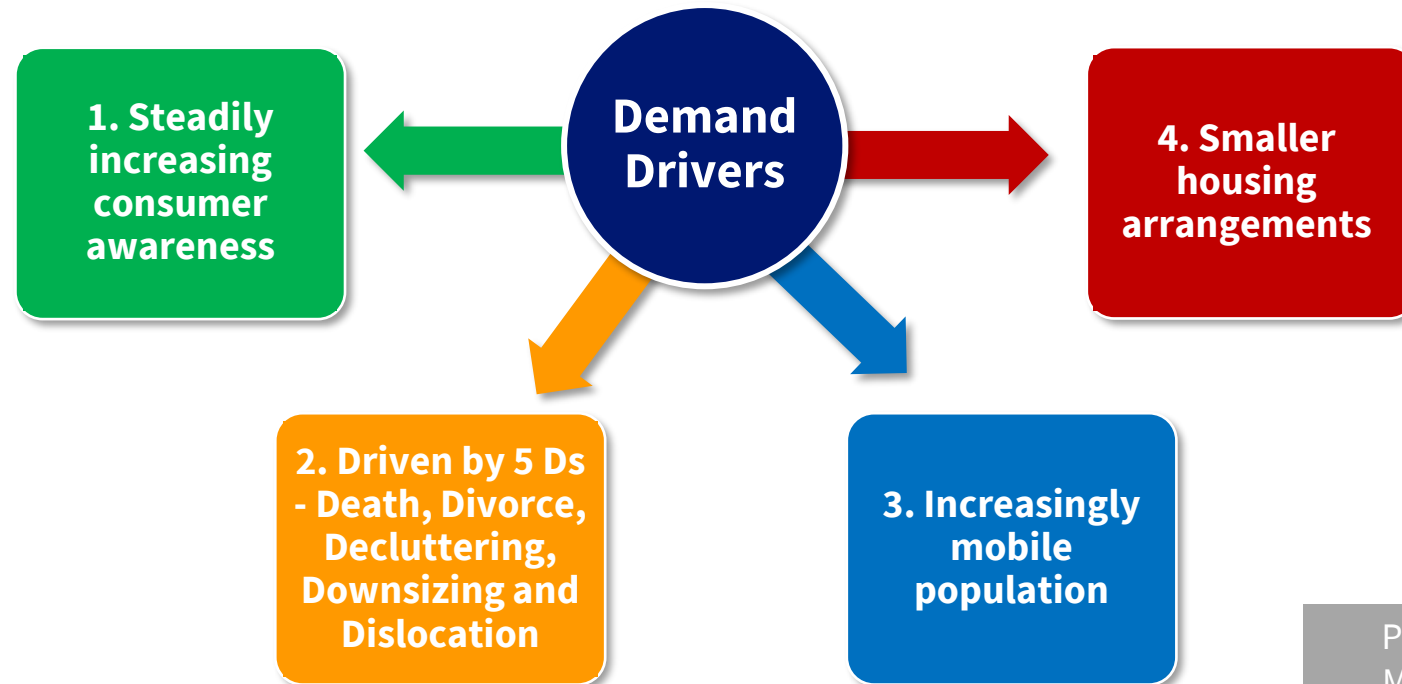 Demand
Drivers
1. Steadily
increasing
consumer
awareness
2. Driven by 5 Ds
- Death, Divorce,
Decluttering,
Downsizing and
Dislocation
3. Increasingly
mobile
population
4. Smaller
housing
arrangements